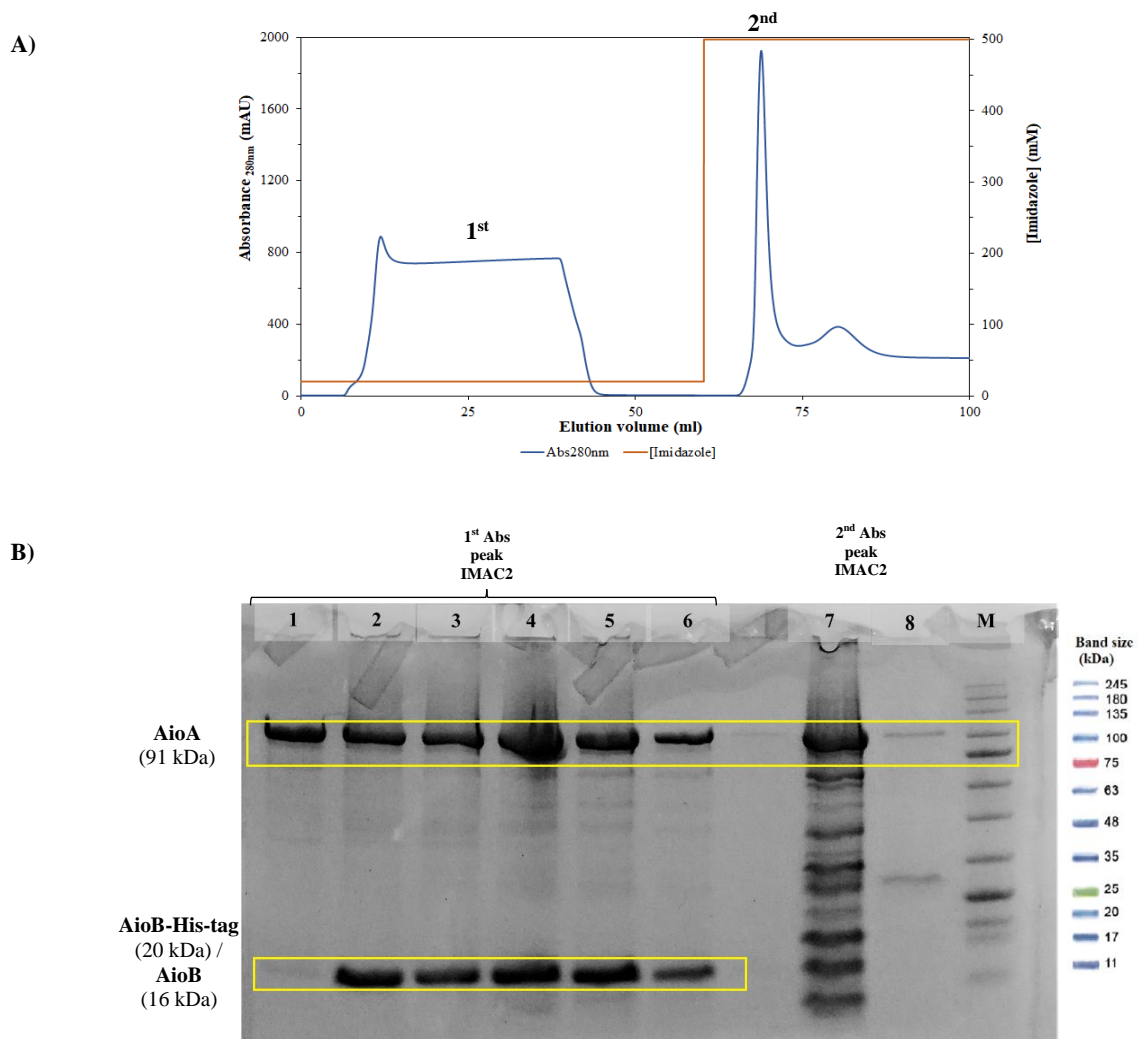 A)
2nd
2000
1600
1200
800
400
0
Absorbance 280nm (mAU)
1st
500
400
300
200
100
0
[Imidazole] (mM)
0 25 50 75 100
Elution volume (ml)
Abs280nm [Imidazole]
B)
1st Abs
peak
IMAC2
2nd Abs
peak
IMAC2
1 2 3 4 5 6 7 8 M
Band size
(kDa)
245
180
135
100
75
63
48
35
25
20
17
11
AioA
(91 kDa)
AioB-His-tag
(20 kDa) /
AioB
(16 kDa)